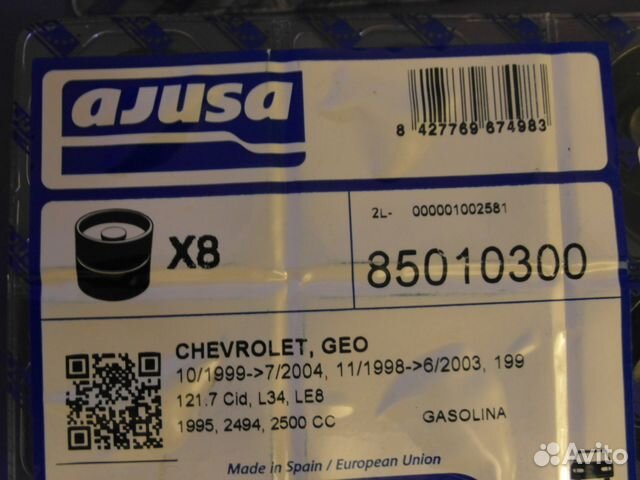 ajusa
8 427769 674983
2L- 000001002581
X8
85010300
CHEVROLET, GEO
10/1999->7/2004, 11/1998->6/2003, 199
121.7 Cid, L34, LE8
1995, 2494, 2500 CC GASOLINA
Made in Spain / European Union
Avito